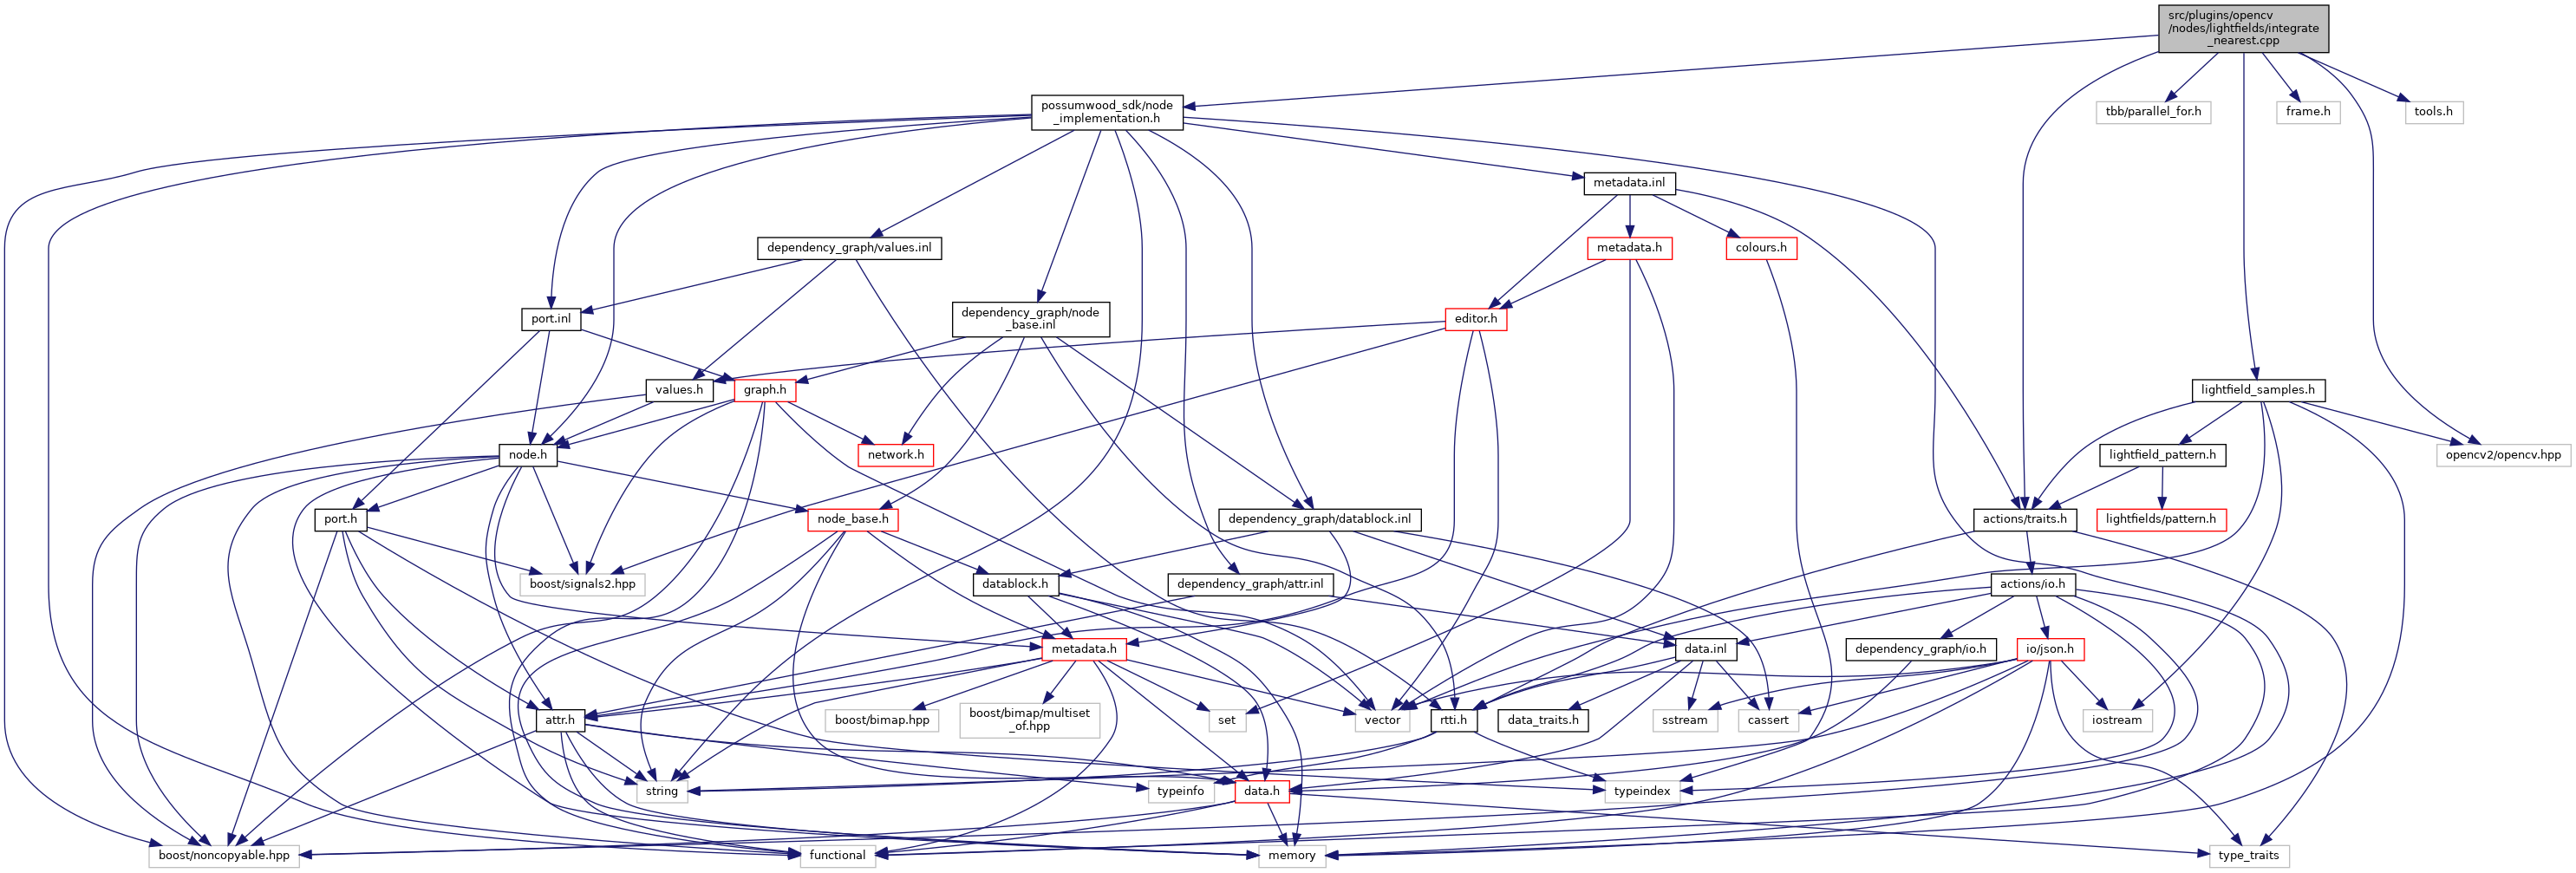 src/plugins/opencv
/nodes/lightfields/integrate
_nearest.cpp
possumwood_sdk/node
_implementation.h
tbb/parallel_for.h
frame.h
tools.h
metadata.inl
dependency_graph/values.inl
metadata.h
colours.h
port.inl
dependency_graph/node
_base.inl
editor.h
values.h
graph.h
lightfield_samples.h
node.h
network.h
lightfield_pattern.h
opencv2/opencv.hpp
port.h
node_base.h
dependency_graph/datablock.inl
actions/traits.h
lightfields/pattern.h
boost/signals2.hpp
datablock.h
dependency_graph/attr.inl
actions/io.h
metadata.h
data.inl
dependency_graph/io.h
io/json.h
attr.h
boost/bimap.hpp
boost/bimap/multiset
_of.hpp
set
vector
rtti.h
data_traits.h
sstream
cassert
iostream
string
typeinfo
data.h
typeindex
boost/noncopyable.hpp
functional
memory
type_traits